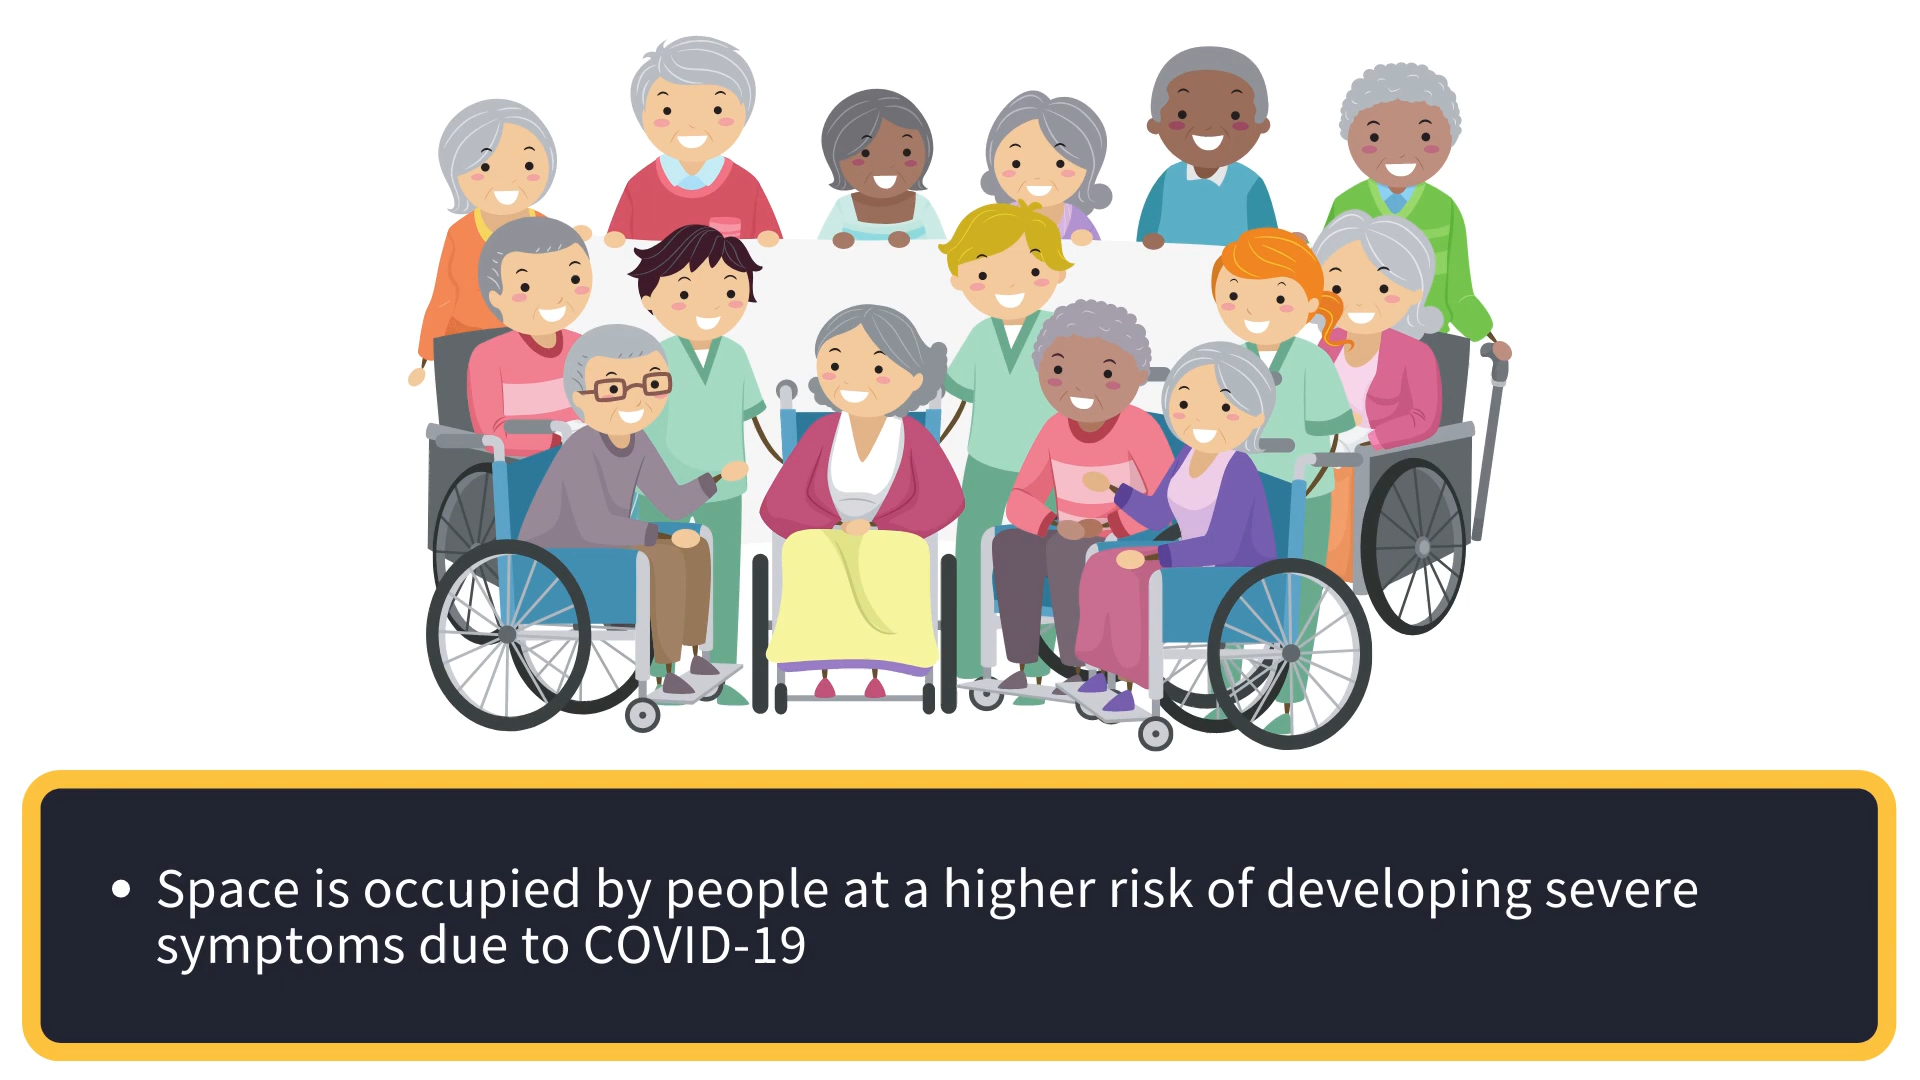 • Space is occupied by people at a higher risk of developing severe
symptoms due to COVID-19